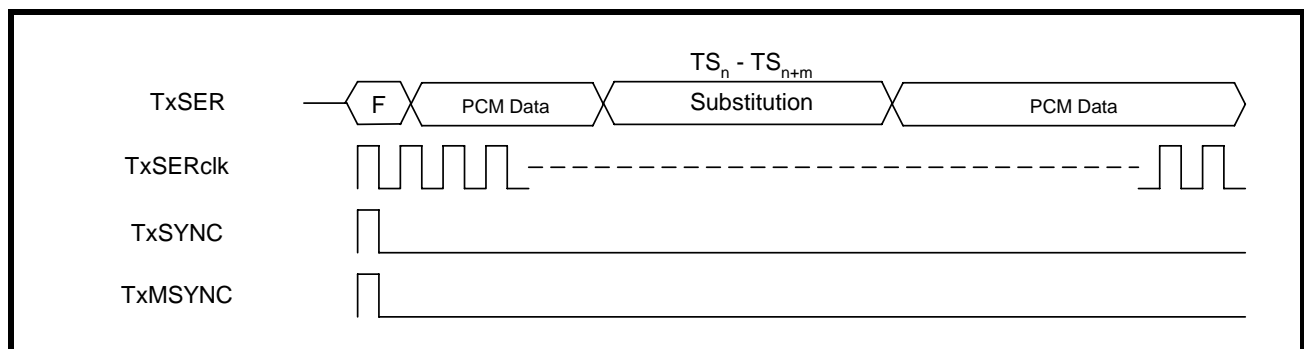 TSn - TSn+m
TxSER F PCM Data Substitution PCM Data
TxSERclk
TxSYNC
TxMSYNC